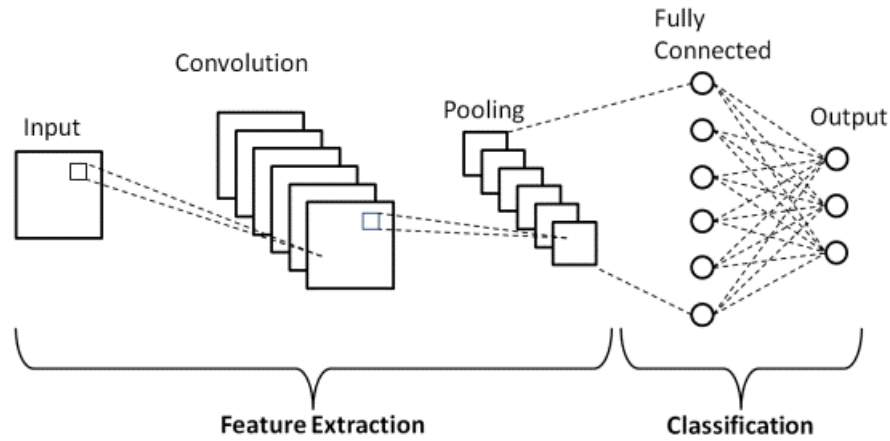 Input
Convolution
Pooling
Fully
Connected
Output
Feature Extraction
Classification